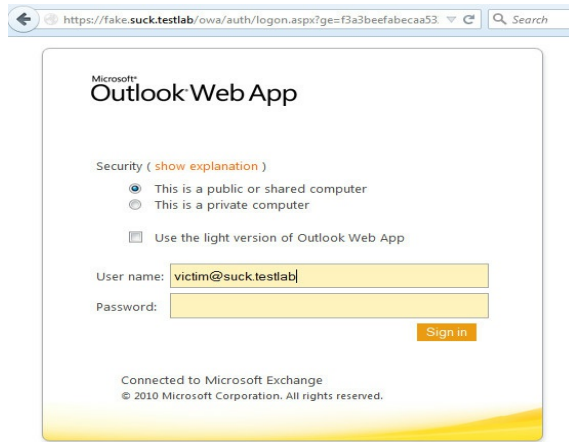 https://fake.suck.testlab/owa/auth/logon.aspx?ge=f3a3beefabecaa53
Search
Microsoft®
Outlook Web App
Security ( show explanation )
This is a public or shared computer
This is a private computer
Use the light version of Outlook Web App
User name: victim@suck.testlab
Password:
Sign in
Connected to Microsoft Exchange
© 2010 Microsoft Corporation. All rights reserved.